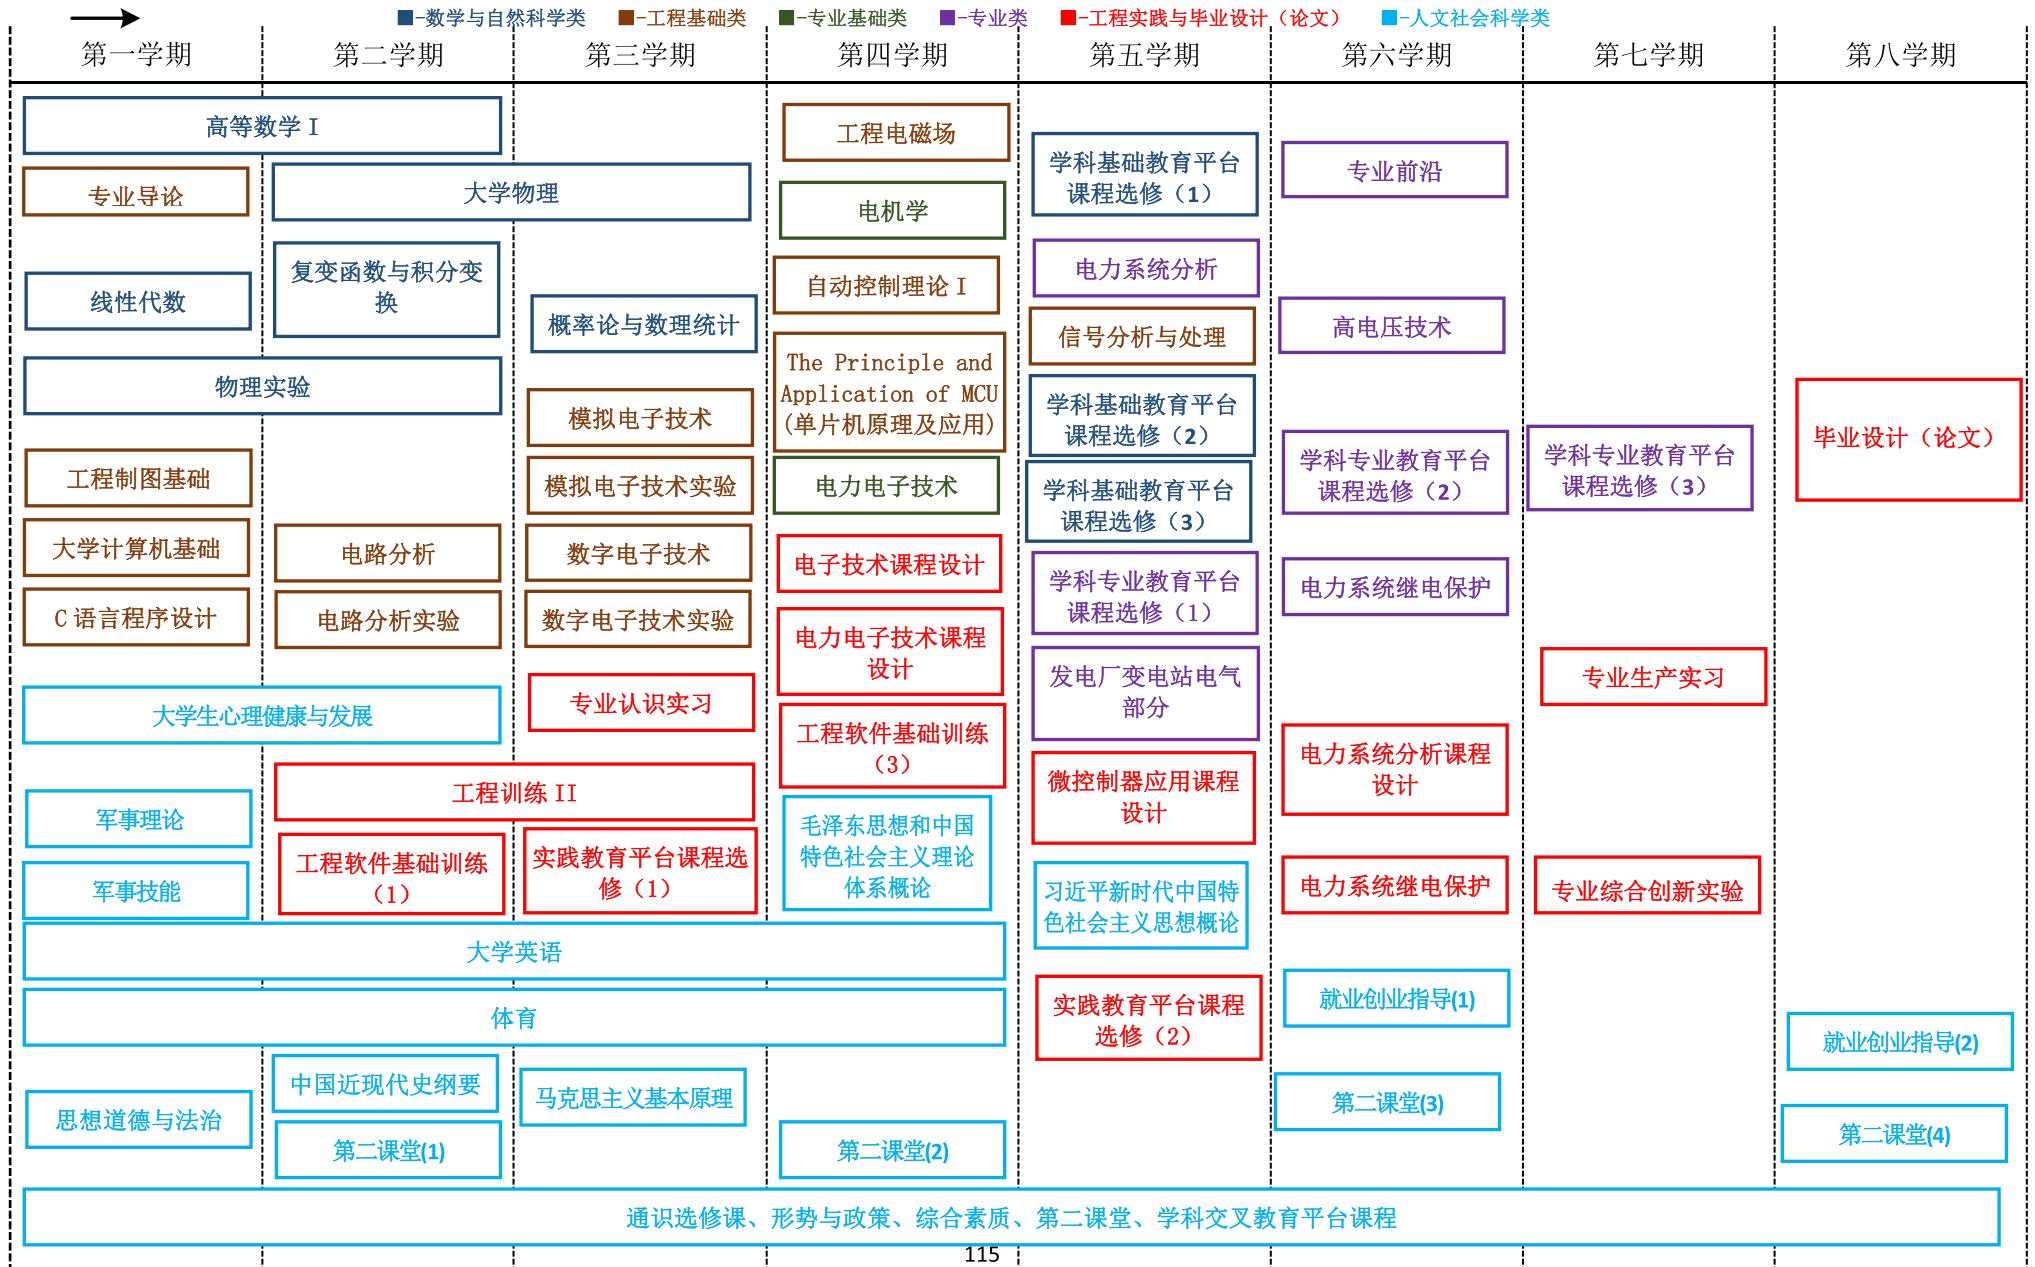 ■-数学与自然科学类 ■-工程基础类 ■-专业基础类 ■-专业类 ■-工程实践与毕业设计（论文） ■-人文社会科学类
第一学期 第二学期 第三学期 第四学期 第五学期 第六学期 第七学期 第八学期
高等数学 I
专业导论
线性代数
物理实验
工程制图基础
大学计算机基础
C 语言程序设计
大学生心理健康与发展
军事理论
军事技能
大学英语
体育
思想道德与法治
大学物理
复变函数与积分变
换
电路分析
电路分析实验
工程训练 II
工程软件基础训练
（1）
中国近现代史纲要
第二课堂(1)
概率论与数理统计
模拟电子技术
模拟电子技术实验
数字电子技术
数字电子技术实验
专业认识实习
实践教育平台课程选
修（1）
马克思主义基本原理
工程电磁场
电机学
自动控制理论 I
The Principle and
Application of MCU
(单片机原理及应用)
电力电子技术
电子技术课程设计
电力电子技术课程
设计
工程软件基础训练
（3）
毛泽东思想和中国
特色社会主义理论
体系概论
第二课堂(2)
学科基础教育平台
课程选修（1）
电力系统分析
信号分析与处理
学科基础教育平台
课程选修（2）
学科基础教育平台
课程选修（3）
学科专业教育平台
课程选修（1）
发电厂变电站电气
部分
微控制器应用课程
设计
习近平新时代中国特
色社会主义思想概论
实践教育平台课程
选修（2）
专业前沿
高电压技术
学科专业教育平台
课程选修（2）
电力系统继电保护
电力系统分析课程
设计
电力系统继电保护
就业创业指导(1)
第二课堂(3)
学科专业教育平台
课程选修（3）
专业生产实习
专业综合创新实验
毕业设计（论文）
就业创业指导(2)
第二课堂(4)
通识选修课、形势与政策、综合素质、第二课堂、学科交叉教育平台课程
115